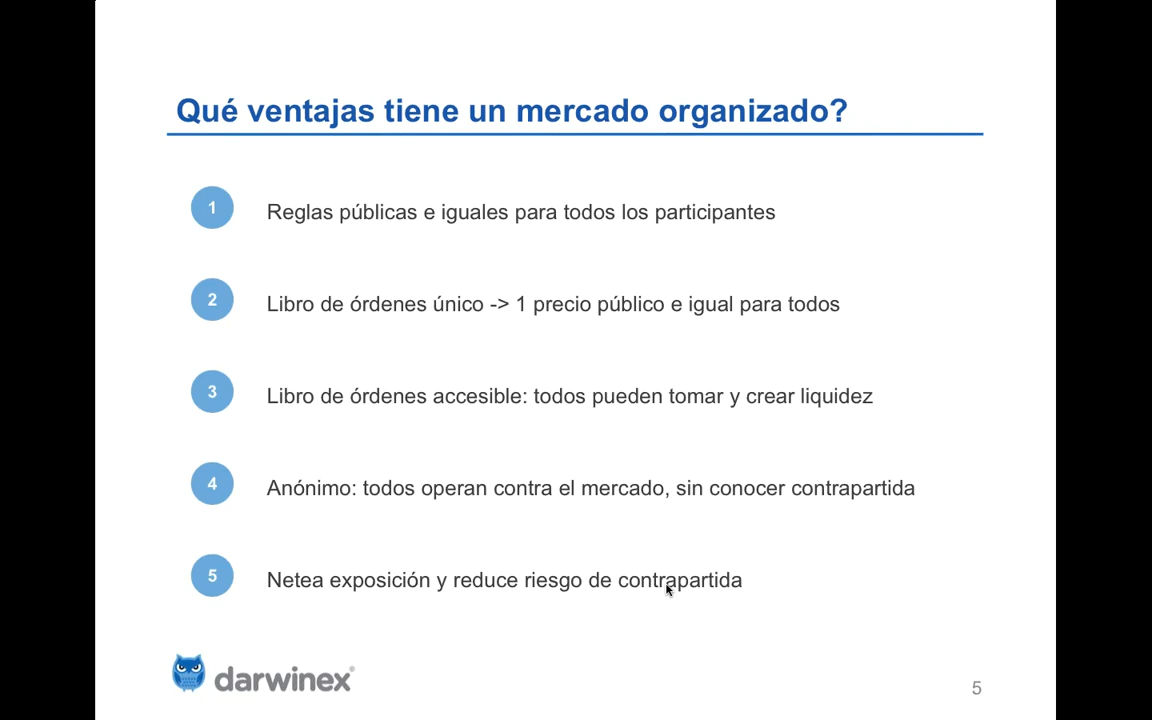 Qué ventajas tiene un mercado organizado?
1 Reglas públicas e iguales para todos los participantes
2 Libro de órdenes único -> 1 precio público e igual para todos
3 Libro de órdenes accesible: todos pueden tomar y crear liquidez
4 Anónimo: todos operan contra el mercado, sin conocer contrapartida
5 Netea exposición y reduce riesgo de contrapartida
darwinex®
5